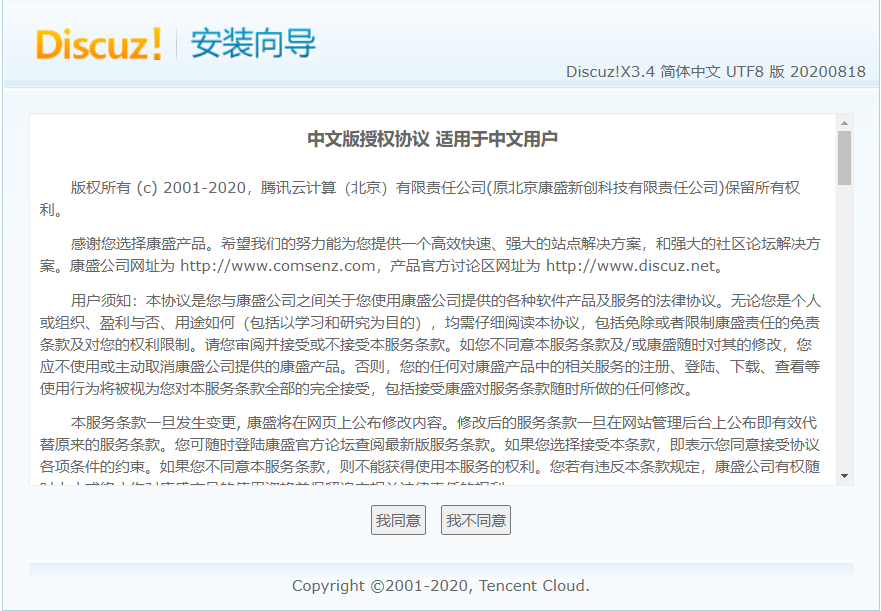 Discuz! 安装向导
Discuz!X3.4 简体中文 UTF8 版 20200818
中文版授权协议 适用于中文用户
版权所有 (c) 2001-2020，腾讯云计算（北京）有限责任公司(原北京康盛新创科技有限责任公司)保留所有权
利。
感谢您选择康盛产品。希望我们的努力能为您提供一个高效快速、强大的站点解决方案，和强大的社区论坛解决方
案。康盛公司网址为 http://www.comsenz.com，产品官方讨论区网址为 http://www.discuz.net。
用户须知：本协议是您与康盛公司之间关于您使用康盛公司提供的各种软件产品及服务的法律协议。无论您是个人
或组织、盈利与否、用途如何（包括以学习和研究为目的），均需仔细阅读本协议，包括免除或者限制康盛责任的免责
条款及对您的权利限制。请您审阅并接受或不接受本服务条款。如您不同意本服务条款及/或康盛随时对其的修改，您
应不使用或主动取消康盛公司提供的康盛产品。否则，您的任何对康盛产品中的相关服务的注册、登陆、下载、查看等
使用行为将被视为您对本服务条款全部的完全接受，包括接受康盛对服务条款随时所做的任何修改。
本服务条款一旦发生变更, 康盛将在网页上公布修改内容。修改后的服务条款一旦在网站管理后台上公布即有效代
替原来的服务条款。您可随时登陆康盛官方论坛查阅最新版服务条款。如果您选择接受本条款，即表示您同意接受协议
各项条件的约束。如果您不同意本服务条款，则不能获得使用本服务的权利。您若有违反本条款规定，康盛公司有权随
我同意 我不同意
Copyright ©2001-2020, Tencent Cloud.